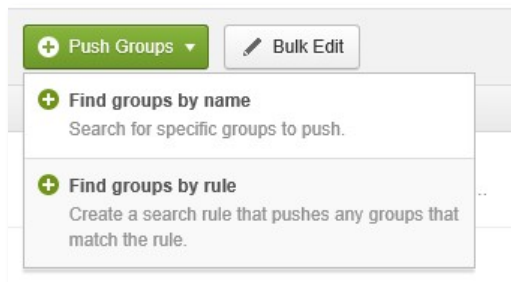 Push Groups
Bulk Edit
Find groups by name
Search for specific groups to push.
Find groups by rule
Create a search rule that pushes any groups that
match the rule.
..